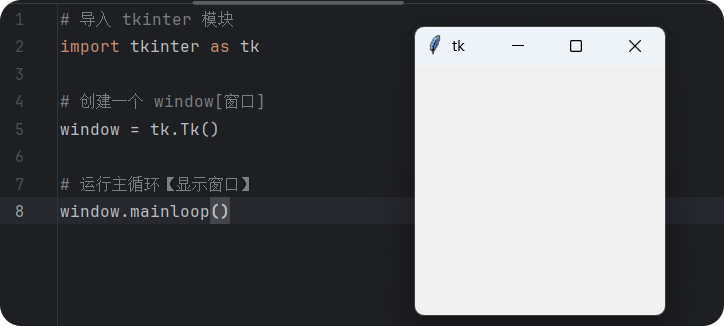 1 # 导入 tkinter 模块
2 import tkinter as tk
3
4 # 创建一个 window[窗口]
5 window = tk.Tk()
6
7 # 运行主循环【显示窗口】
8 window.mainloop()
tk